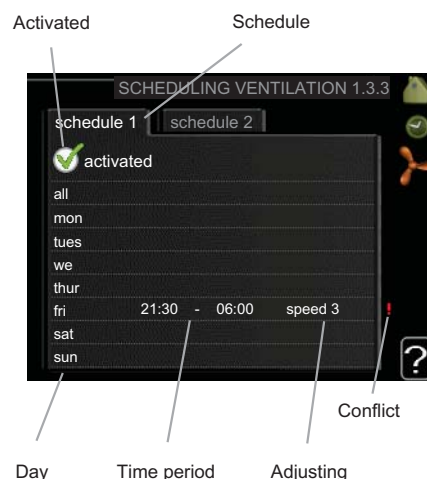 Activated Schedule
SCHEDULING VENTILATION 1.3.3
schedule 1 schedule 2
activated
all
mon
tues
we
thur
fri 21:30 - 06:00 speed 3 !
sat
sun
?
Conflict
Day Time period Adjusting